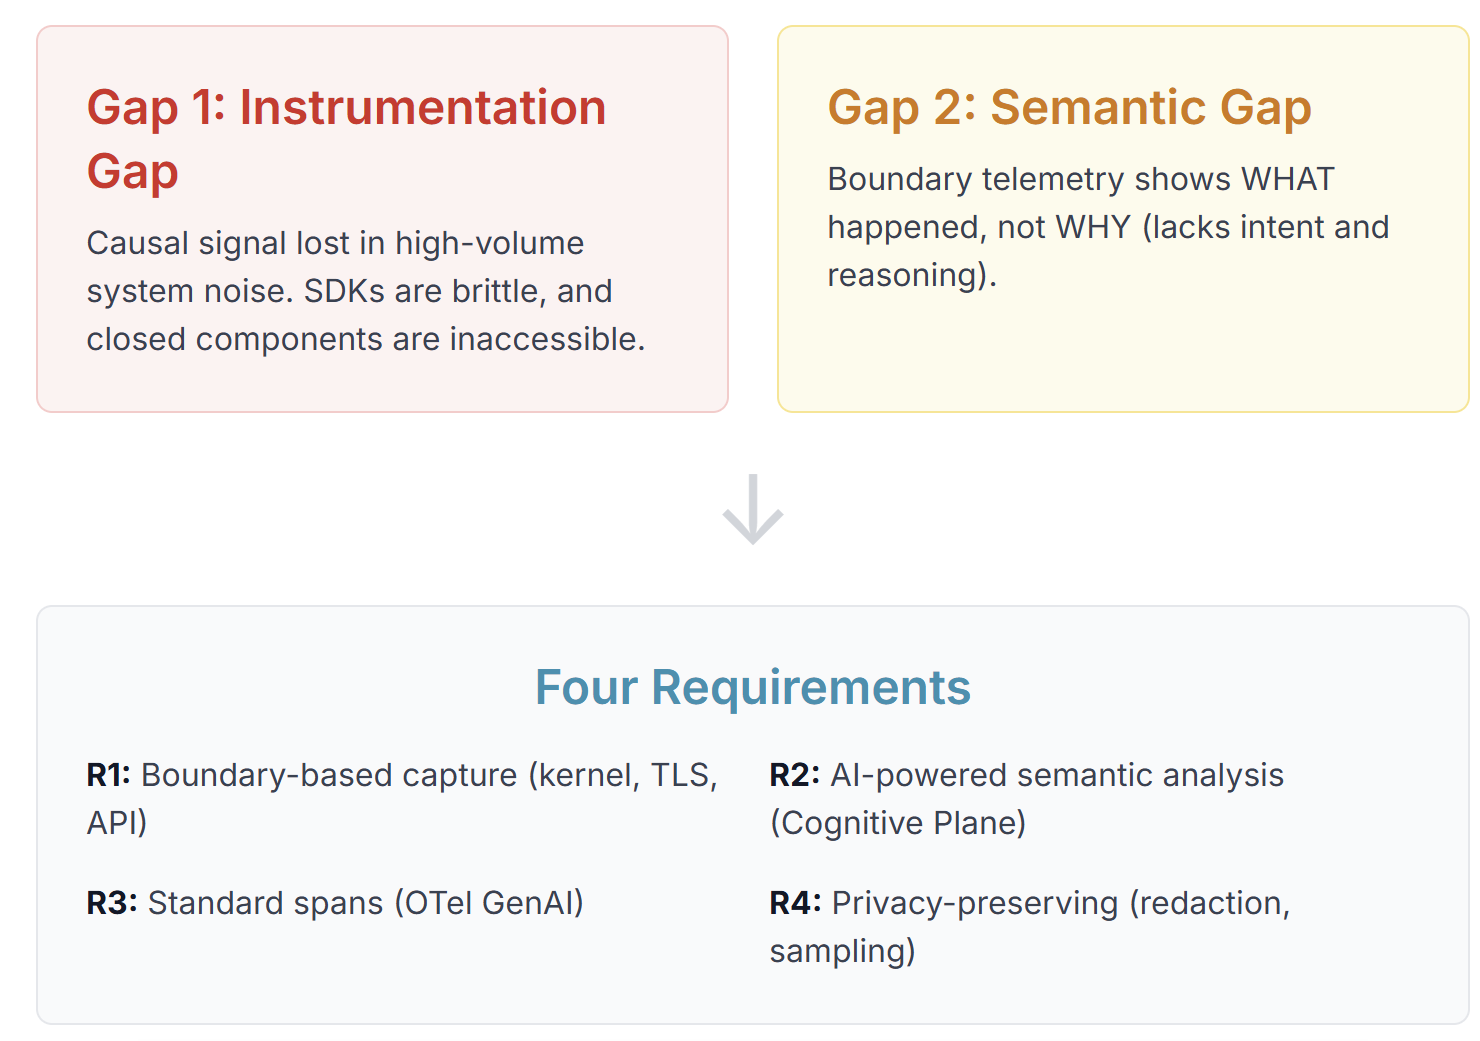 Gap 1: Instrumentation
Gap
Causal signal lost in high-volume
system noise. SDKs are brittle, and
closed components are inaccessible.
Gap 2: Semantic Gap
Boundary telemetry shows WHAT
happened, not WHY (lacks intent and
reasoning).
Four Requirements
R1: Boundary-based capture (kernel, TLS,
API)
R2: AI-powered semantic analysis
(Cognitive Plane)
R3: Standard spans (OTel GenAI)
R4: Privacy-preserving (redaction,
sampling)